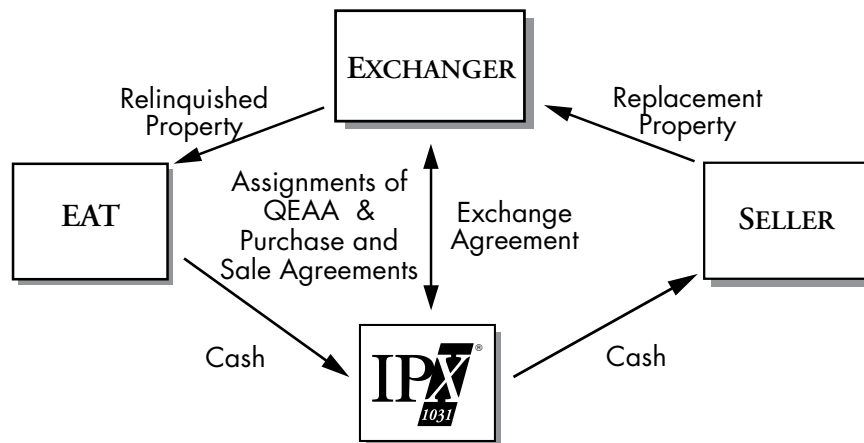 EXCHANGER
Relinquished
Property
Replacement
Property
EAT
Assignments of
QEAA &
Purchase and
Sale Agreements
Exchange
Agreement
SELLER
Cash
IPX®
1031
Cash